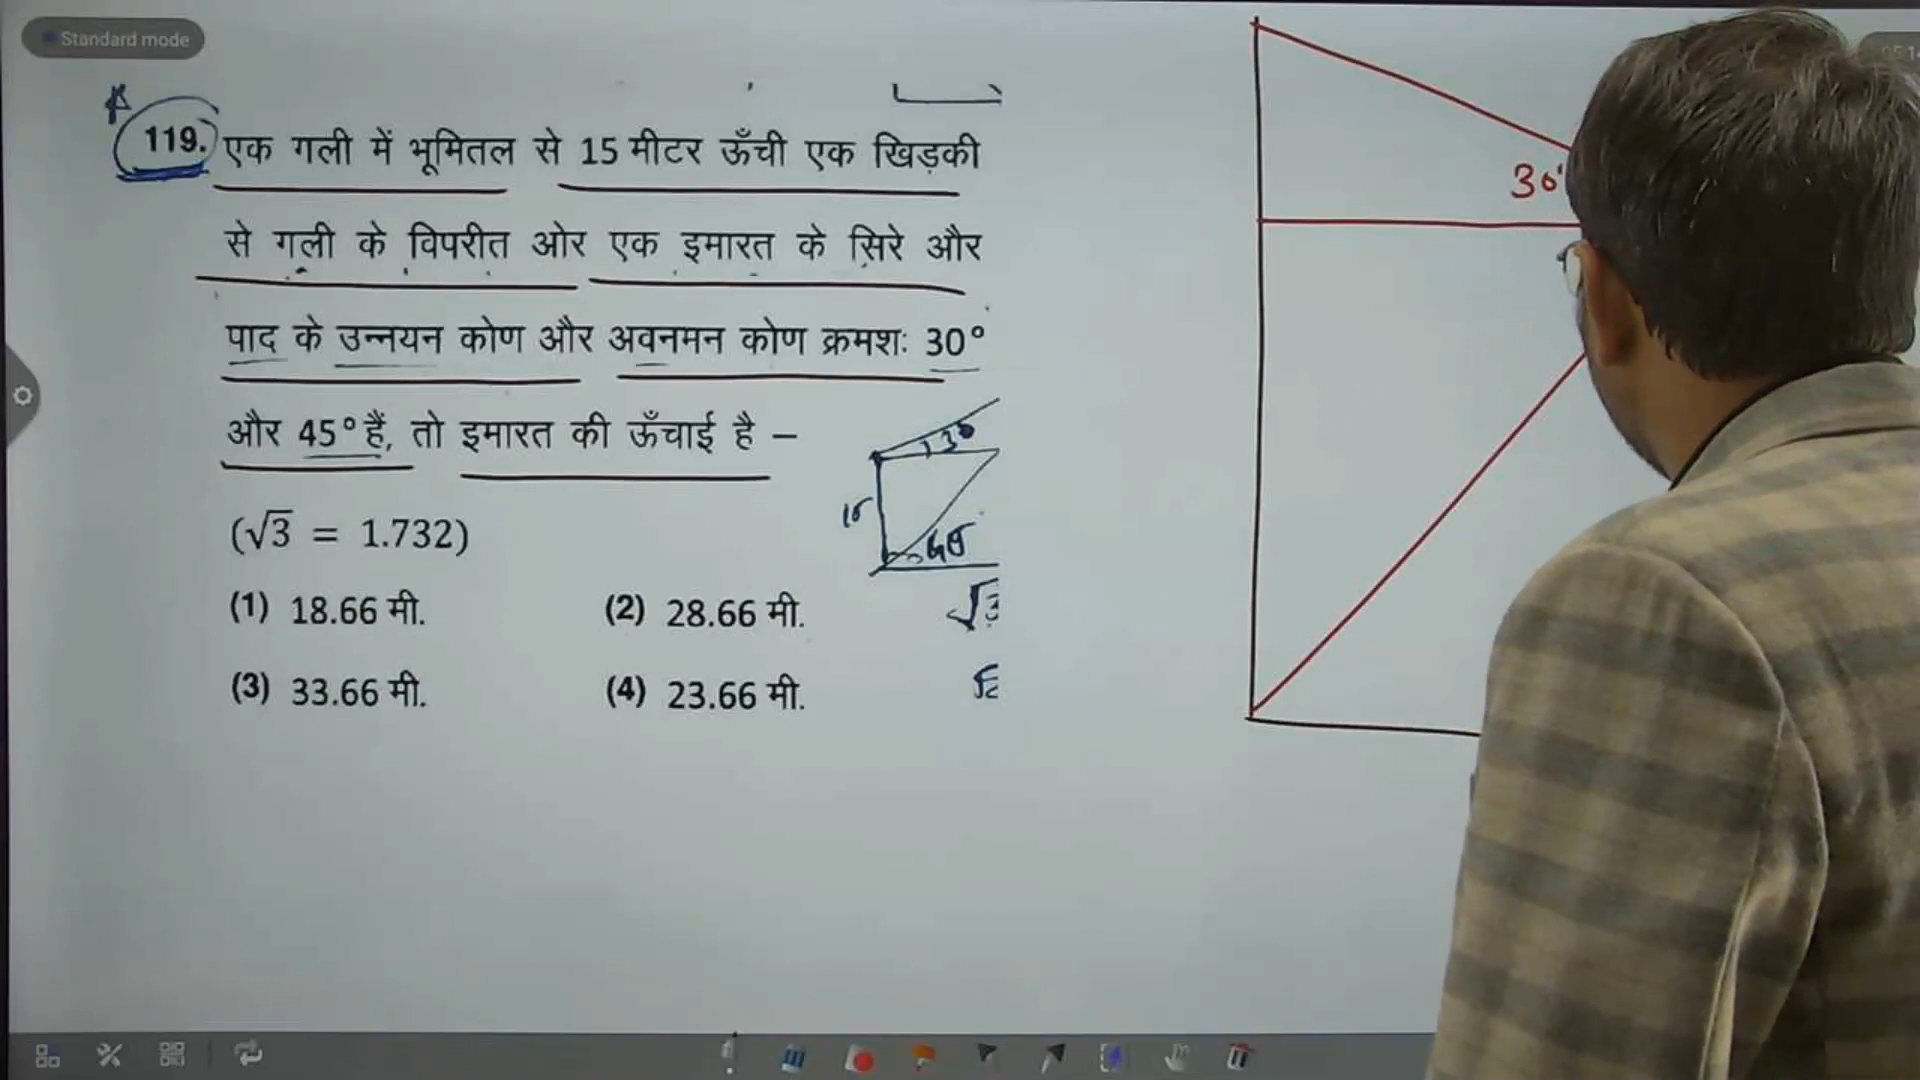 Standard mode
119. एक गली में भूमितल से 15 मीटर ऊँची एक खिड़की
से गली के विपरीत ओर एक इमारत के सिरे और
पाद के उन्नयन कोण और अवनमन कोण क्रमशः 30°
और 45° हैं, तो इमारत की ऊँचाई है –
(√3 = 1.732)
(1) 18.66 मी. (2) 28.66 मी.
(3) 33.66 मी. (4) 23.66 मी.
30°
15
45
√3